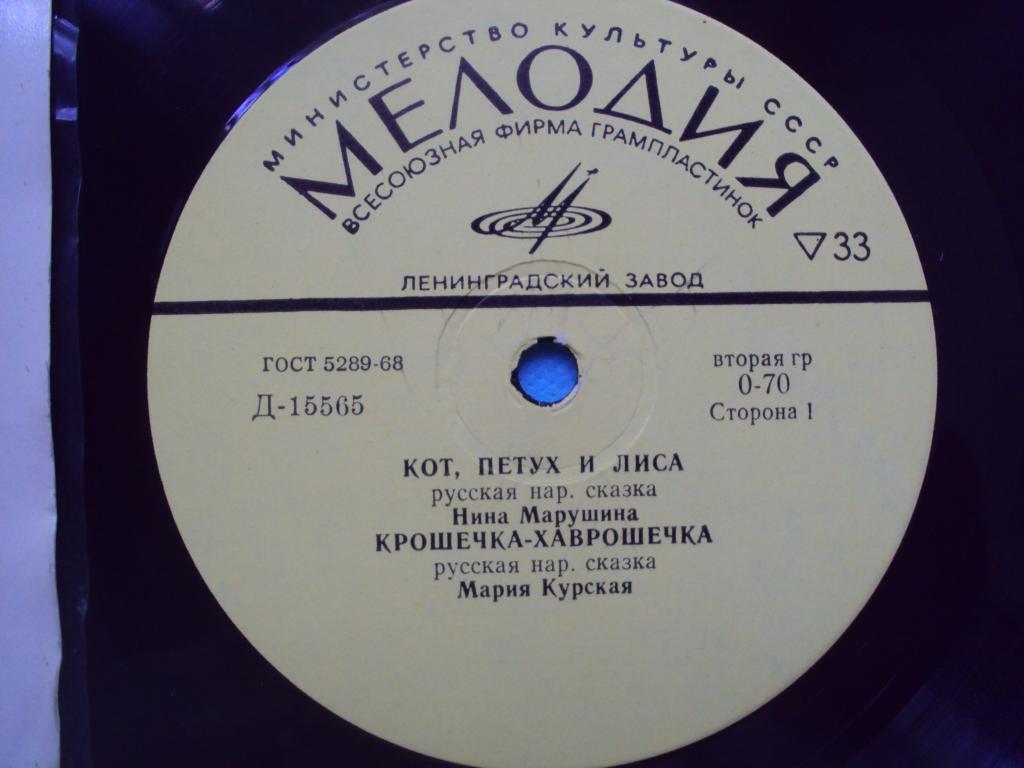 МИНИСТЕРСТВО КУЛЬТУРЫ СССР
МЕЛОДИЯ
ВСЕСОЮЗНАЯ ФИРМА ГРАМПЛАСТИНОК
▽33
ЛЕНИНГРАДСКИЙ ЗАВОД
ГОСТ 5289-68
Д-15565
вторая гр
0-70
Сторона 1
КОТ, ПЕТУХ И ЛИСА
русская нар. сказка
Нина Марушина
КРОШЕЧКА-ХАВРОШЕЧКА
русская нар. сказка
Мария Курская